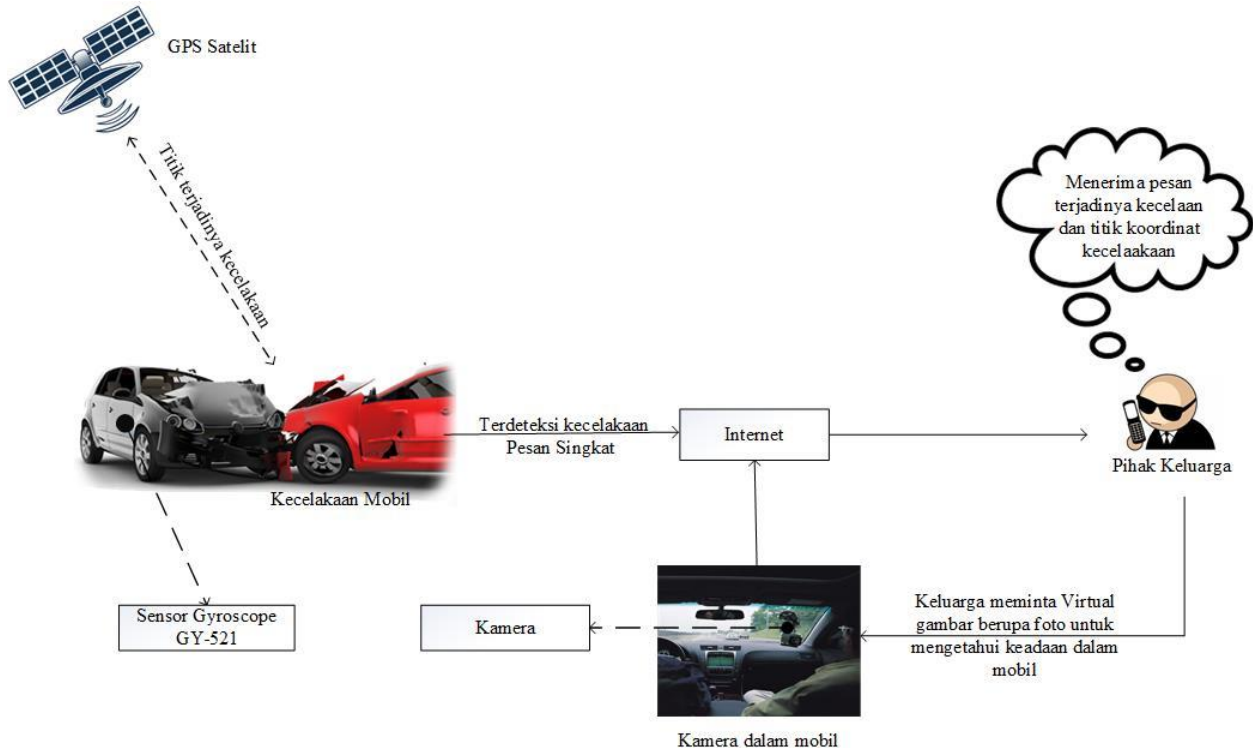 GPS Satelit
Titik terjadinya kecelakaan
Menerima pesan
terjadinya kecelaan
dan titik koordinat
kecelaakaan
Terdeteksi kecelakaan
Pesan Singkat
Internet
Pihak Keluarga
Kecelakaan Mobil
Sensor Gyroscope
GY-521
Kamera
Keluarga meminta Virtual
gambar berupa foto untuk
mengetahui keadaan dalam
mobil
Kamera dalam mobil